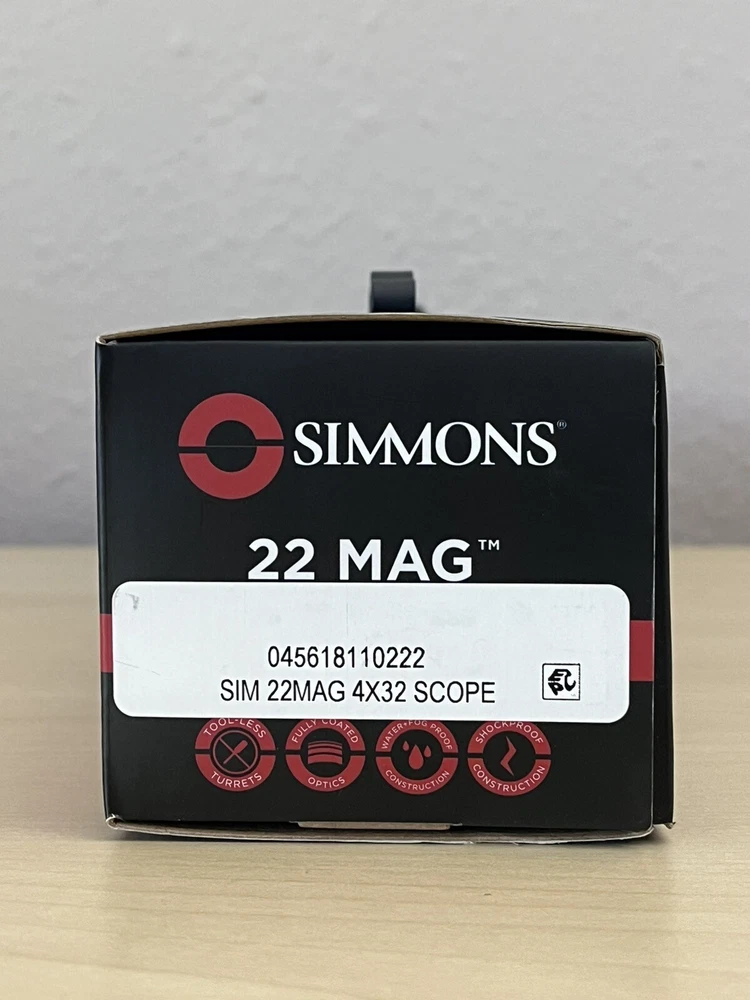 SIMMONS®
22 MAG™
045618110222
SIM 22MAG 4X32 SCOPE
TOOL-LESS
TURRETS
FULLY COATED
OPTICS
WATER+FOG PROOF
CONSTRUCTION
SHOCKPROOF
CONSTRUCTION